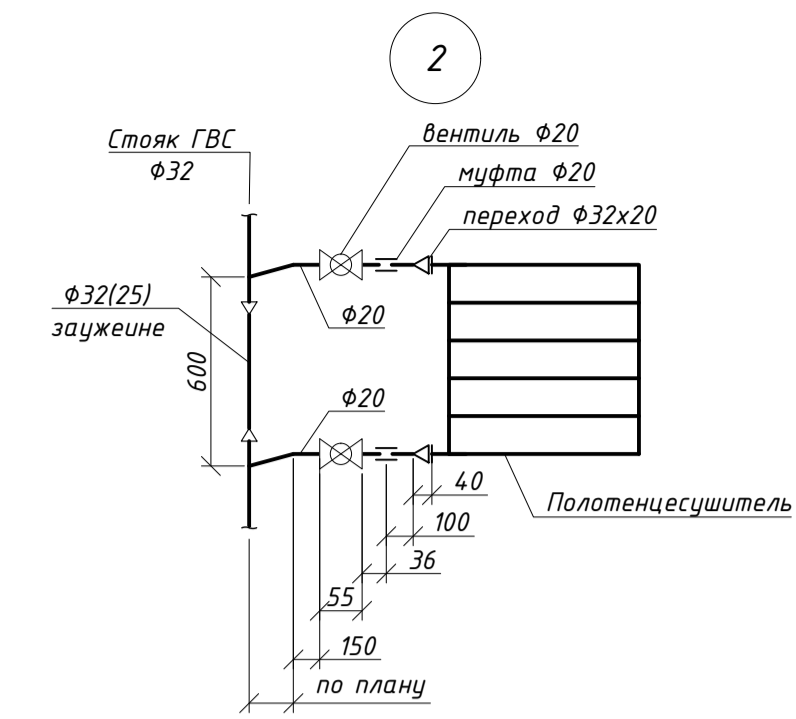 2
Стояк ГВС
Ф32
вентиль Ф20
муфта Ф20
переход Ф32х20
Ф32(25)
заужеине
600
Ф20
Ф20
40
Полотенцесушитель
100
36
55
150
по плану